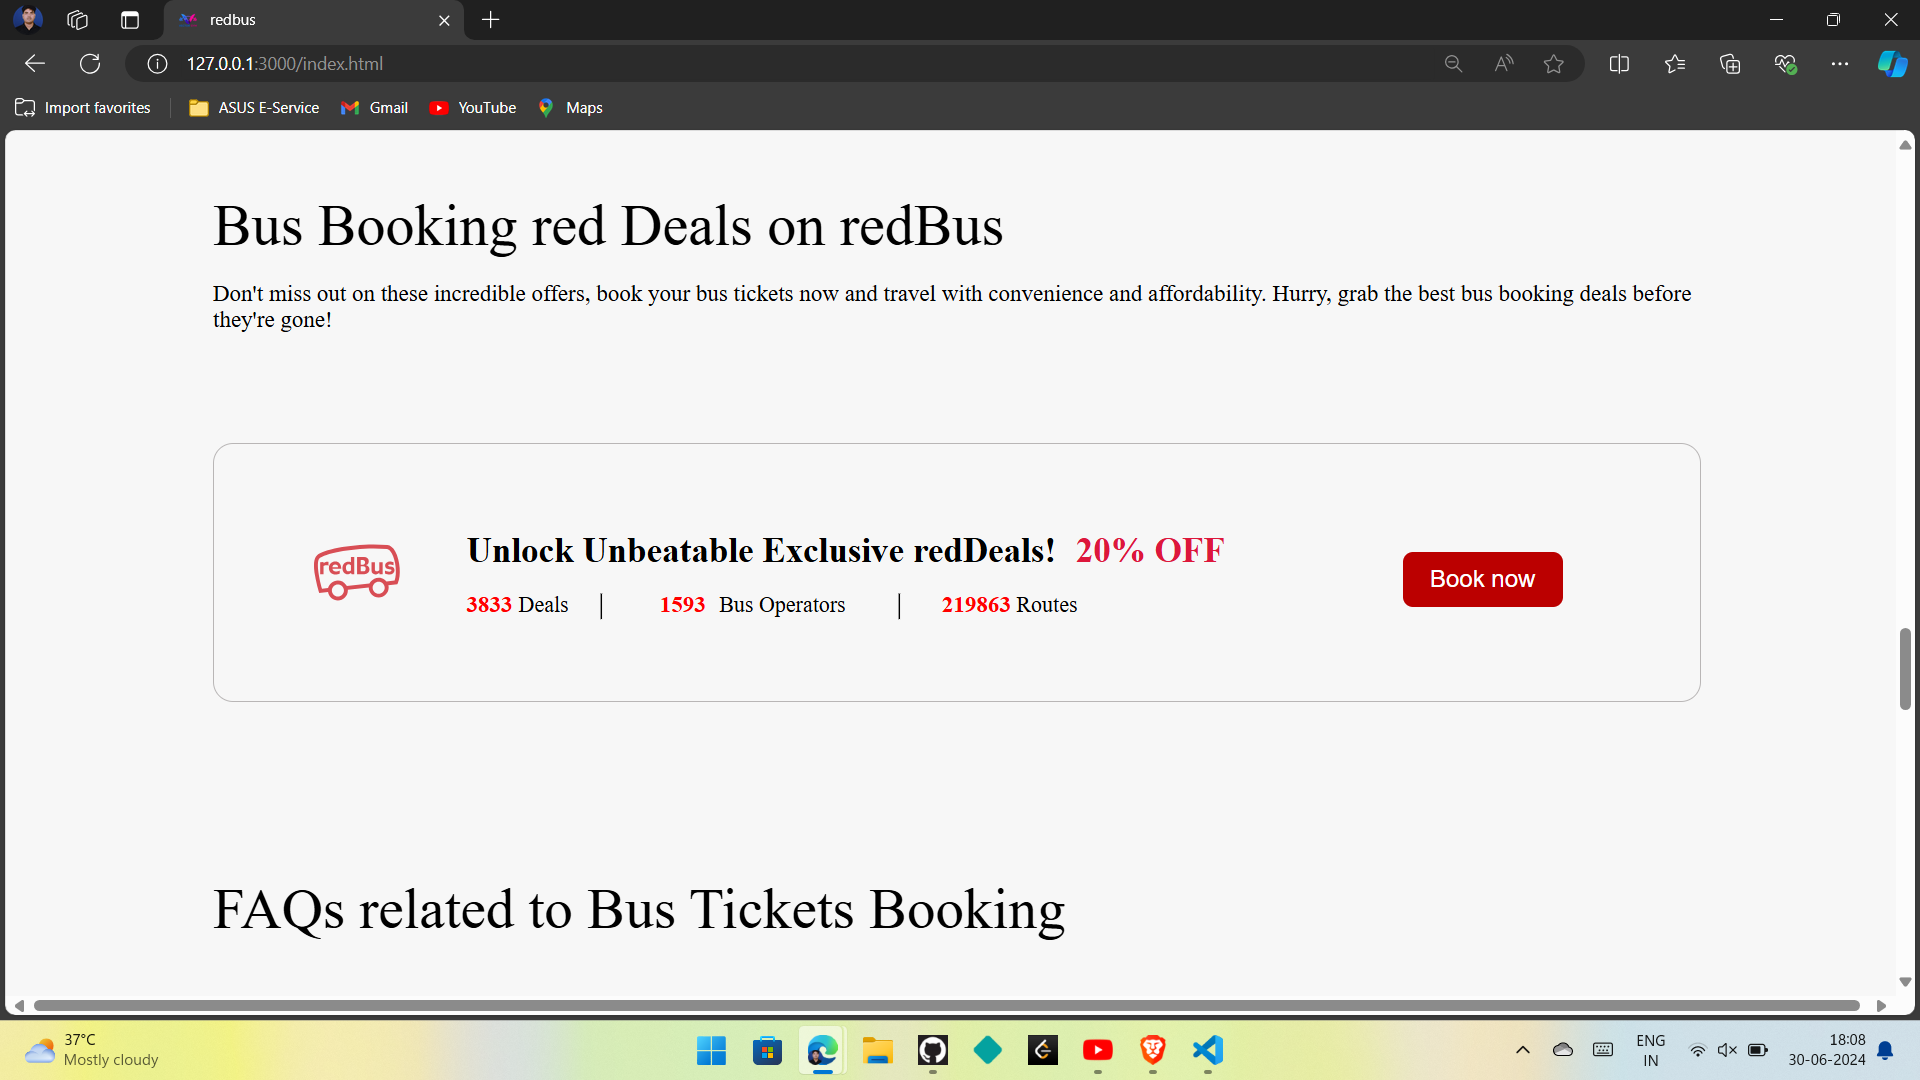 redbus
127.0.0.1:3000/index.html
Import favorites
ASUS E-Service
Gmail
YouTube
Maps
Bus Booking red Deals on redBus
Don't miss out on these incredible offers, book your bus tickets now and travel with convenience and affordability. Hurry, grab the best bus booking deals before
they're gone!
redBus
Unlock Unbeatable Exclusive redDeals! 20% OFF
3833 Deals | 1593 Bus Operators | 219863 Routes
Book now
FAQs related to Bus Tickets Booking
37°C
Mostly cloudy
ENG
IN
18:08
30-06-2024